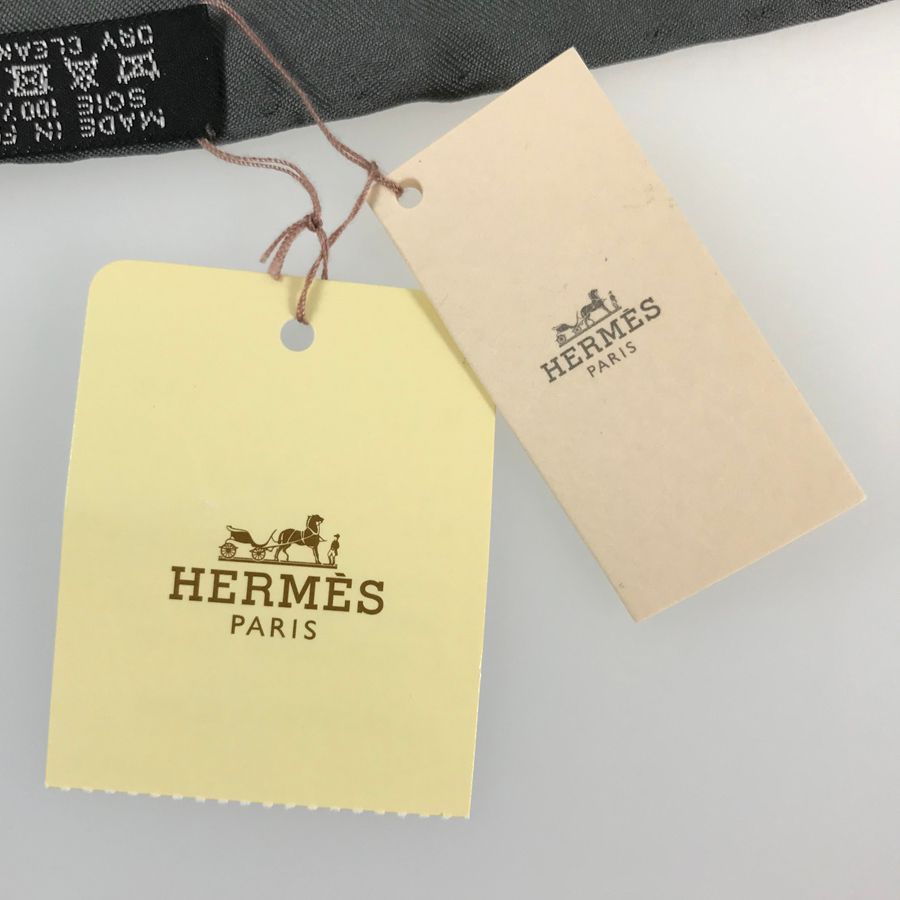 MADE IN F
SOIE 100%
DRY CLEAN
HERMÈS
PARIS
HERMÈS
PARIS